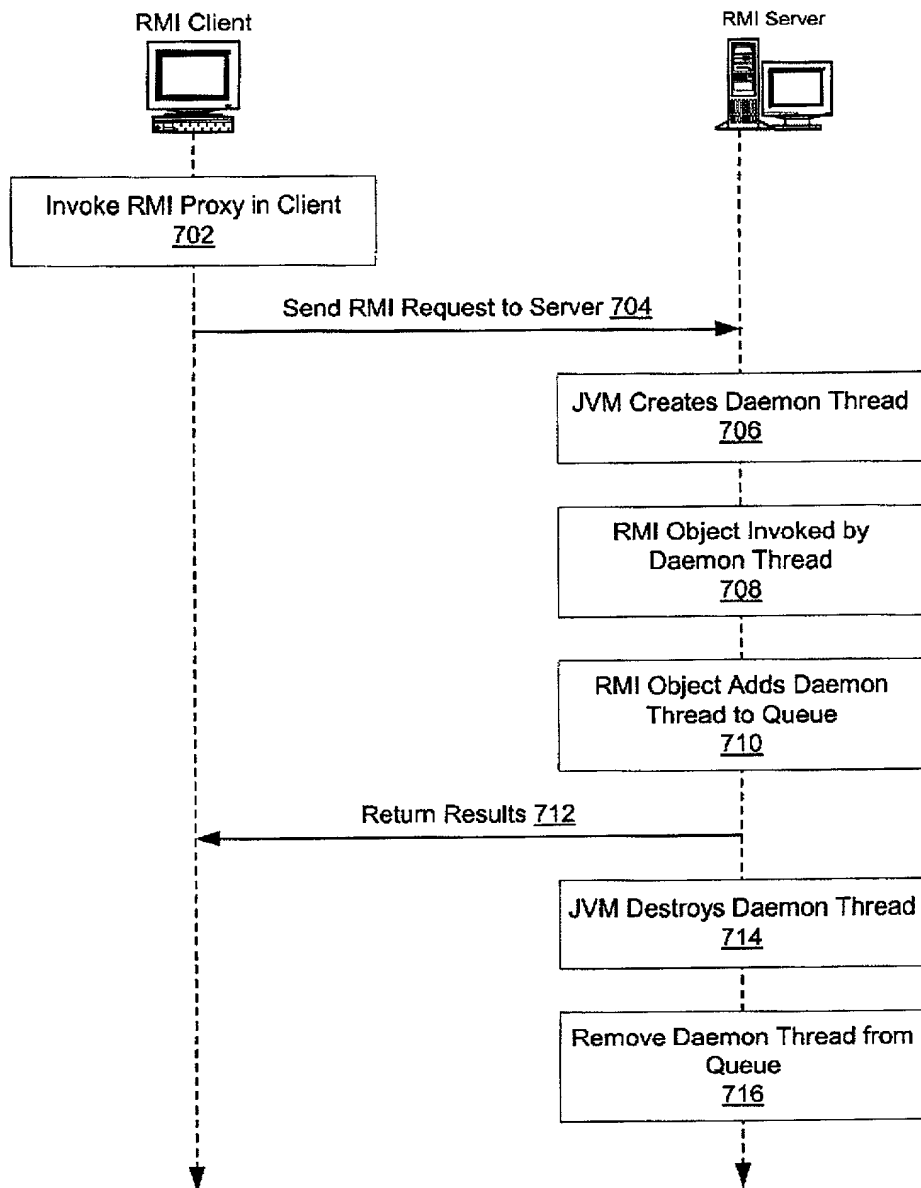 RMI Client
RMI Server
Invoke RMI Proxy in Client
702
Send RMI Request to Server 704
JVM Creates Daemon Thread
706
RMI Object Invoked by
Daemon Thread
708
RMI Object Adds Daemon
Thread to Queue
710
Return Results 712
JVM Destroys Daemon Thread
714
Remove Daemon Thread from
Queue
716